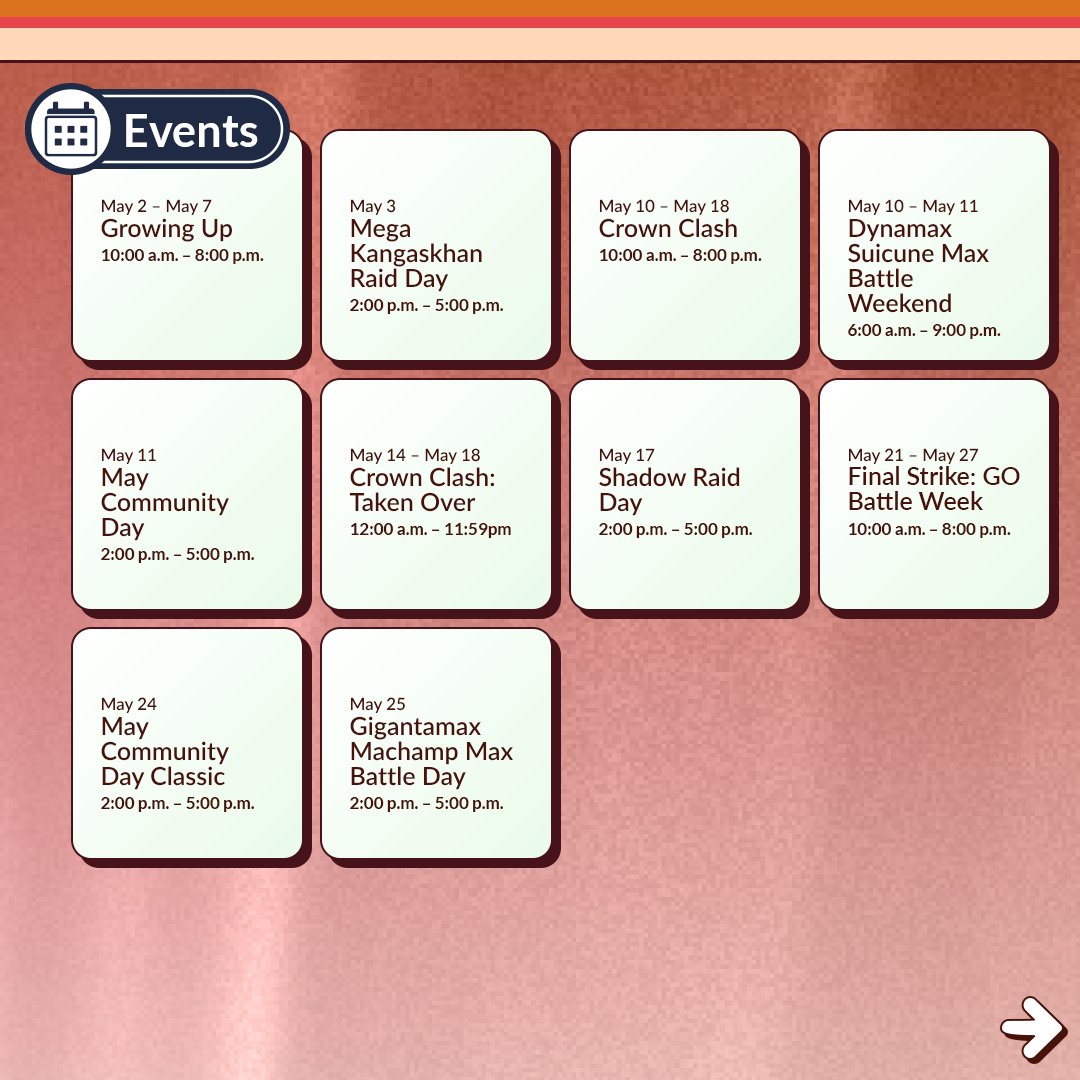 Events
May 2 – May 7
Growing Up
10:00 a.m. – 8:00 p.m.
May 3
Mega
Kangaskhan
Raid Day
2:00 p.m. – 5:00 p.m.
May 10 – May 18
Crown Clash
10:00 a.m. – 8:00 p.m.
May 10 – May 11
Dynamax
Suicune Max
Battle
Weekend
6:00 a.m. – 9:00 p.m.
May 11
May
Community
Day
2:00 p.m. – 5:00 p.m.
May 14 – May 18
Crown Clash:
Taken Over
12:00 a.m. – 11:59pm
May 17
Shadow Raid
Day
2:00 p.m. – 5:00 p.m.
May 21 – May 27
Final Strike: GO
Battle Week
10:00 a.m. – 8:00 p.m.
May 24
May
Community
Day Classic
2:00 p.m. – 5:00 p.m.
May 25
Gigantamax
Machamp Max
Battle Day
2:00 p.m. – 5:00 p.m.